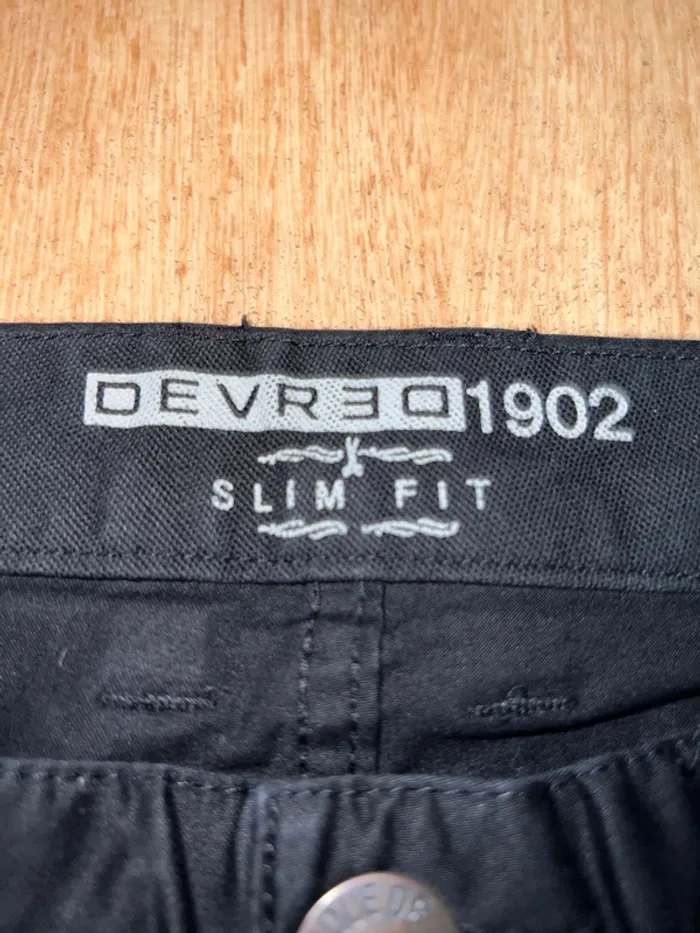 DEVRED 1902
SLIM FIT